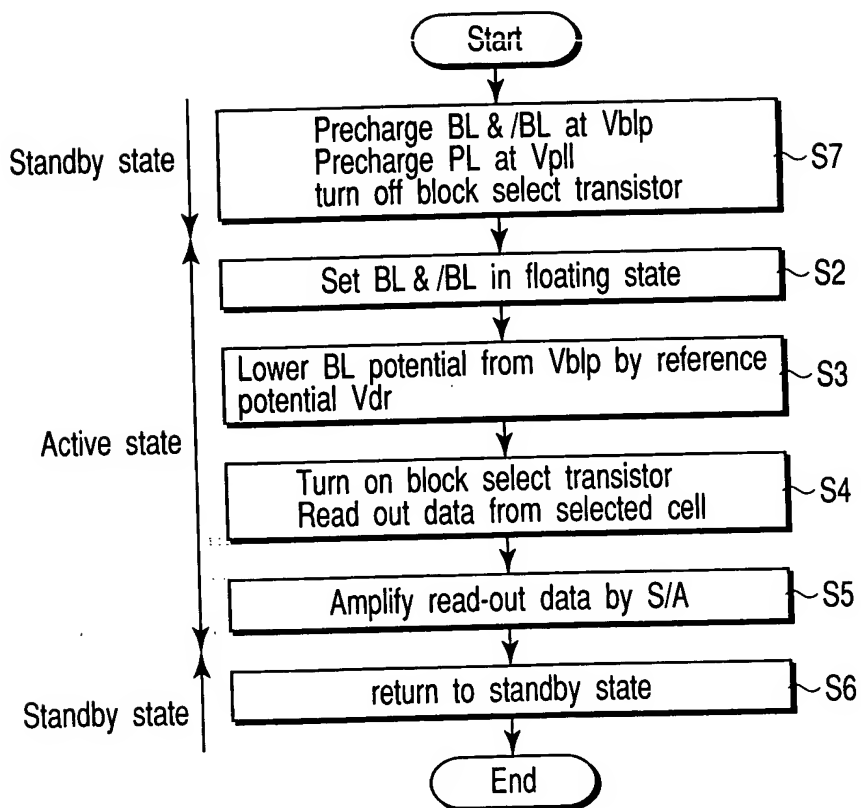 Start
Standby state
Precharge BL & /BL at Vblp
Precharge PL at Vpll
turn off block select transistor
S7
Set BL & /BL in floating state
S2
Lower BL potential from Vblp by reference
potential Vdr
S3
Active state
Turn on block select transistor
Read out data from selected cell
S4
Amplify read-out data by S/A
S5
Standby state
return to standby state
S6
End